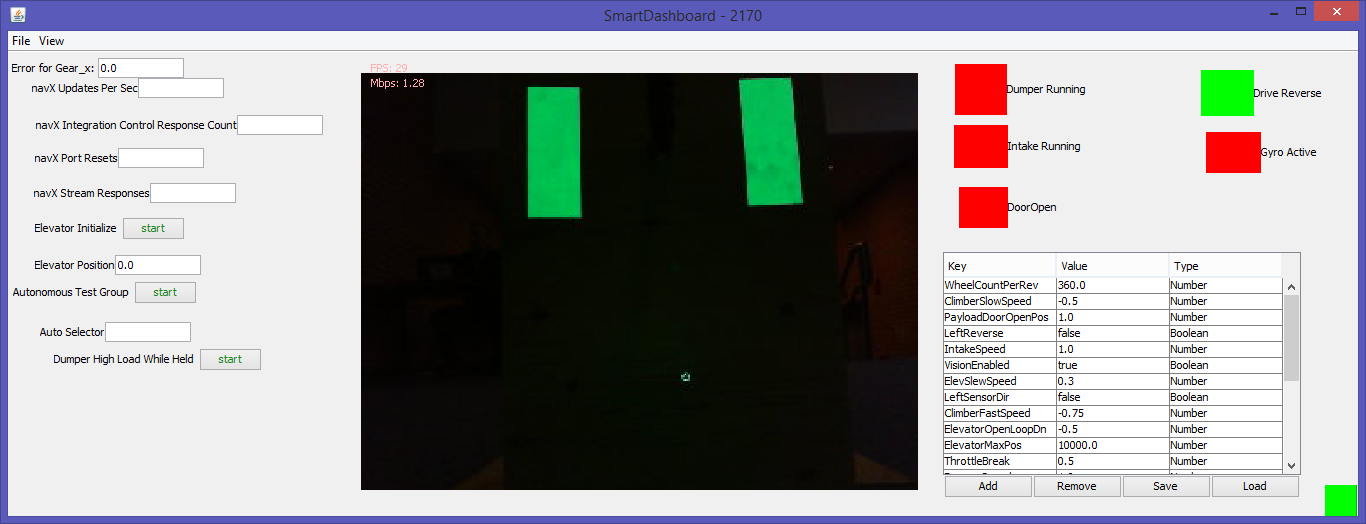 SmartDashboard - 2170
File View
Error for Gear_x: 0.0
navX Updates Per Sec
navX Integration Control Response Count
navX Port Resets
navX Stream Responses
Elevator Initialize start
Elevator Position 0.0
Autonomous Test Group start
Auto Selector
Dumper High Load While Held start
FPS: 29
Mbps: 1.28
Dumper Running
Drive Reverse
Intake Running
Gyro Active
DoorOpen
Key Value Type
WheelCountPerRev 360.0 Number
ClimberSlowSpeed -0.5 Number
PayloadDoorOpenPos 1.0 Number
LeftReverse false Boolean
IntakeSpeed 1.0 Number
VisionEnabled true Boolean
ElevSlewSpeed 0.3 Number
LeftSensorDir false Boolean
ClimberFastSpeed -0.75 Number
ElevatorOpenLoopDn -0.5 Number
ElevatorMaxPos 10000.0 Number
ThrottleBreak 0.5 Number
Add Remove Save Load